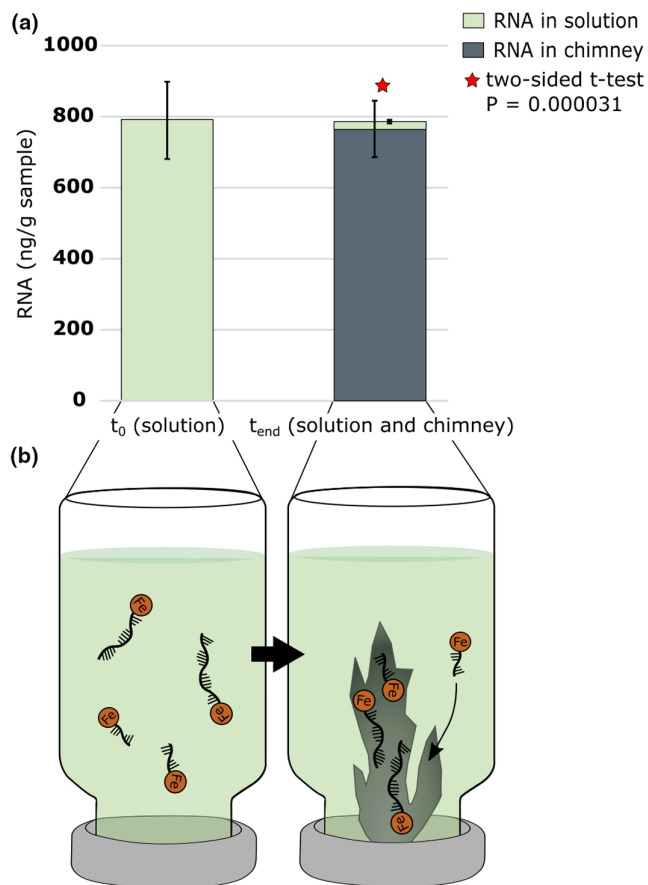 (a)
RNA in solution
RNA in chimney
two-sided t-test
P = 0.000031
RNA (ng/g sample)
1000
800
600
400
200
0
t₀ (solution)
t_end (solution and chimney)
(b)
Fe
Fe
Fe
Fe
Fe
Fe
Fe
Fe